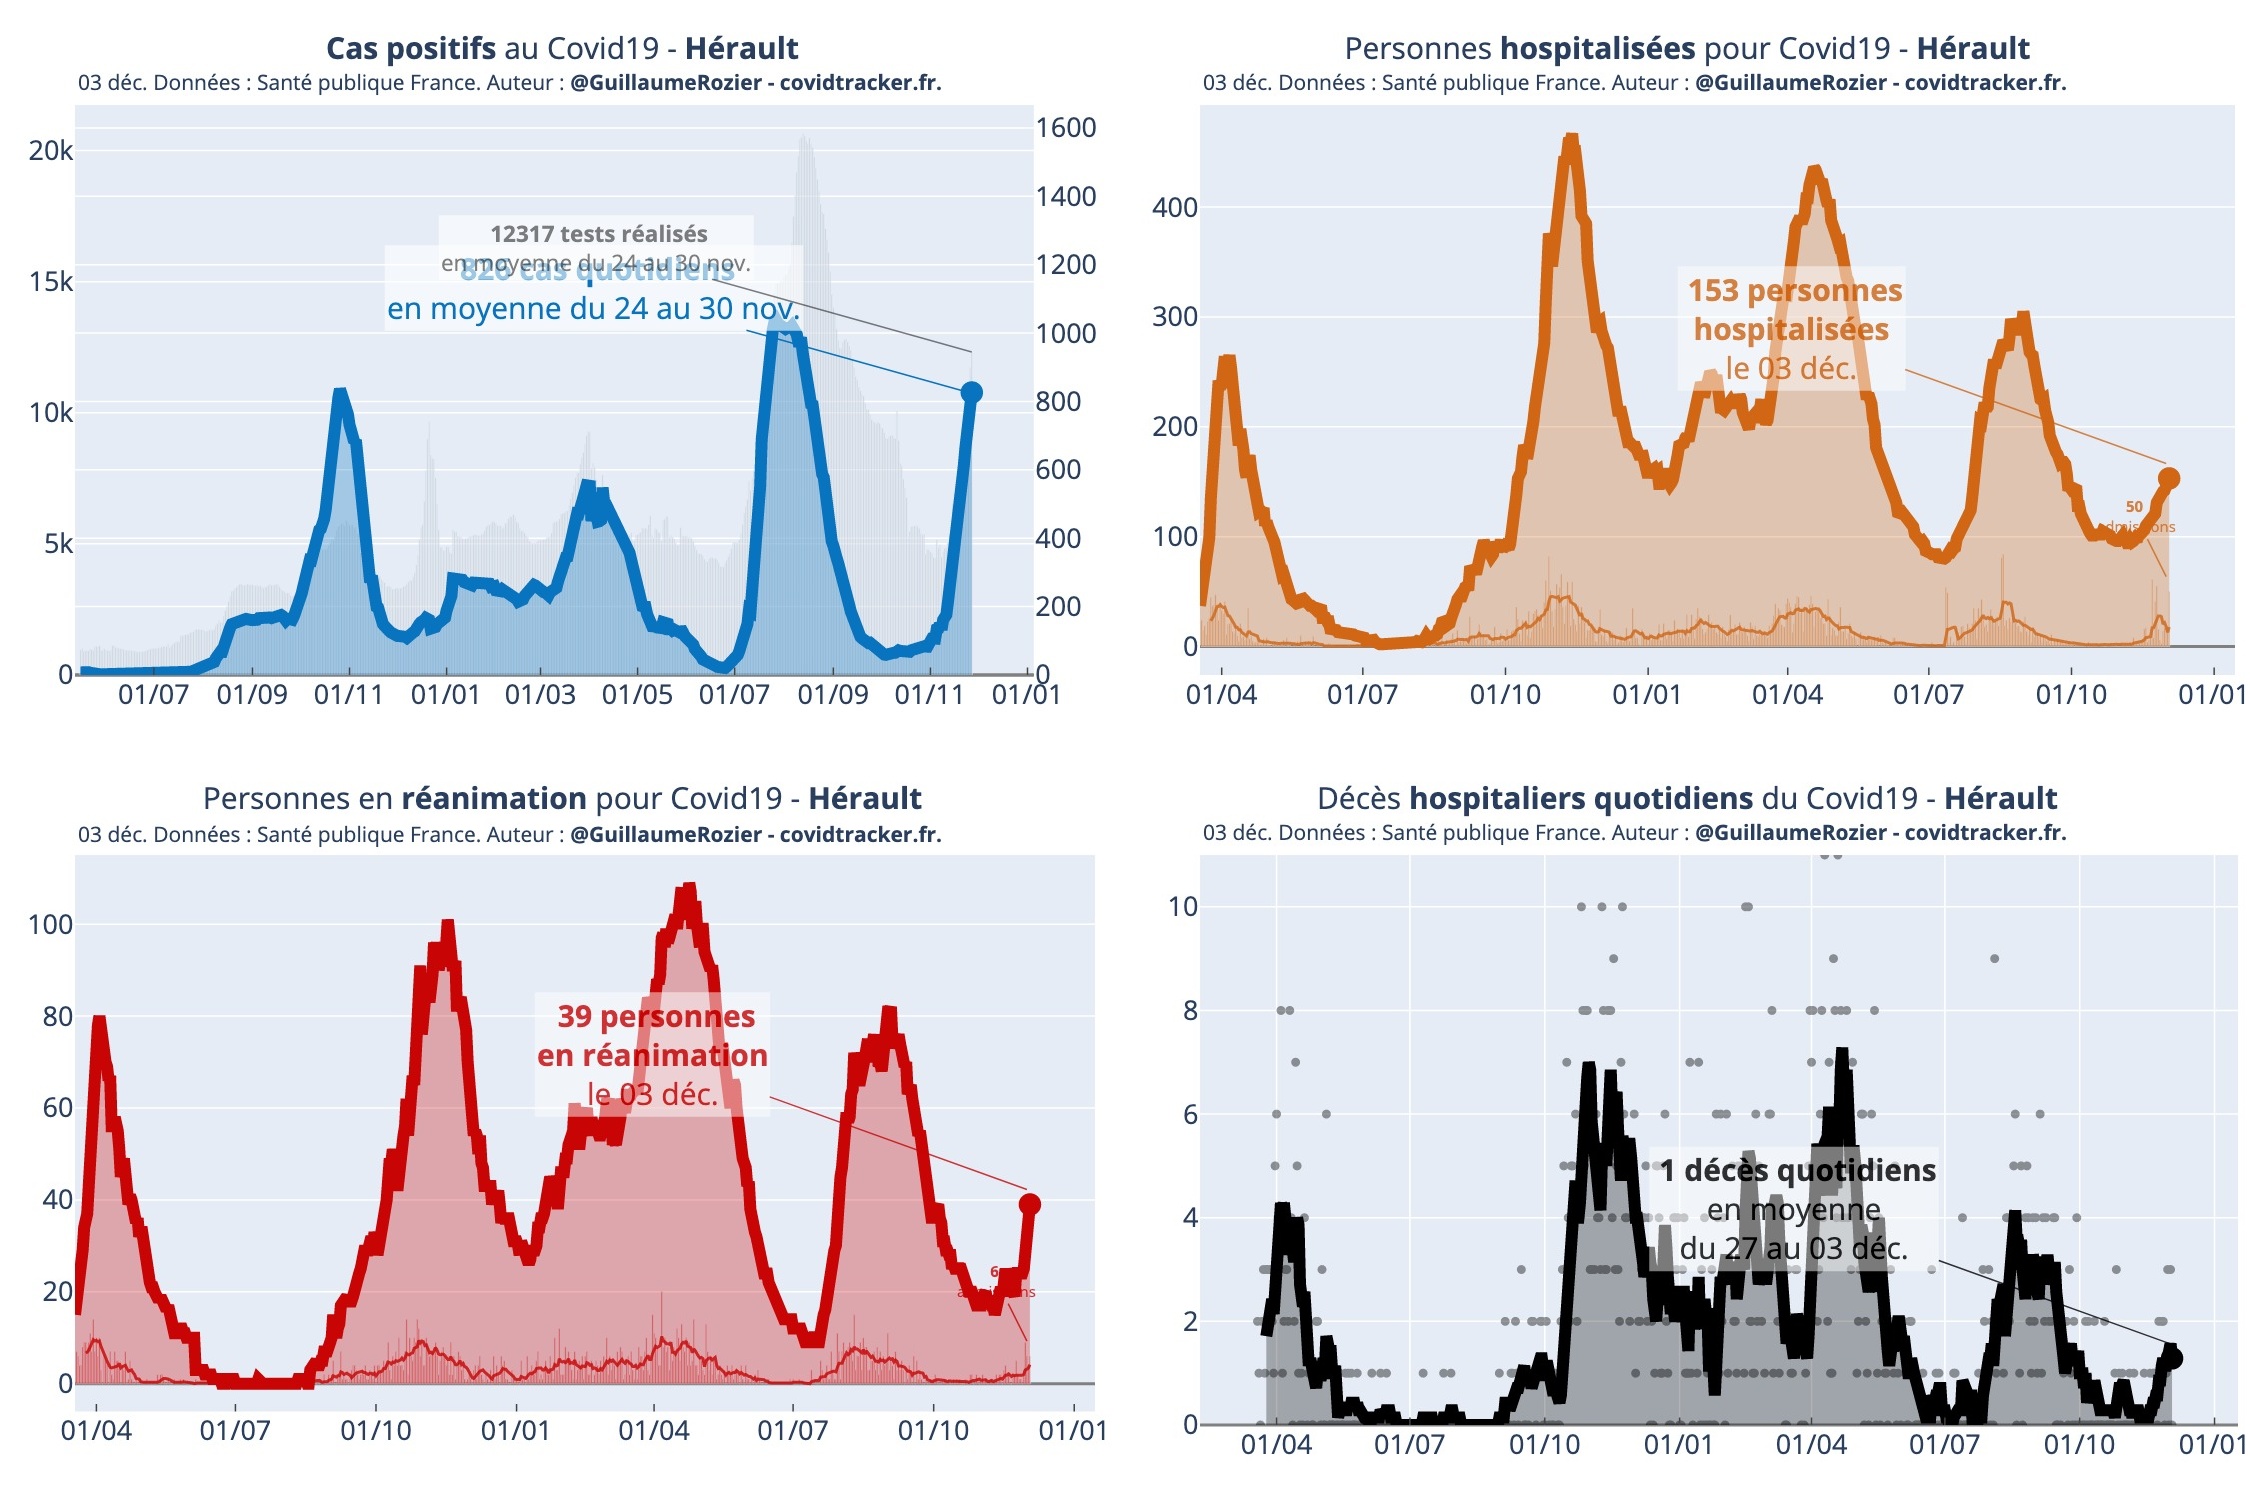 Cas positifs au Covid19 - Hérault
03 déc. Données : Santé publique France. Auteur : @GuillaumeRozier - covidtracker.fr.
20k
15k
10k
5k
0
1600
1400
1200
1000
800
600
400
200
0
12317 tests réalisés
en moyenne du 24 au 30 nov.
826 cas quotidiens
en moyenne du 24 au 30 nov.
01/07 01/09 01/11 01/01 01/03 01/05 01/07 01/09 01/11 01/01
Personnes hospitalisées pour Covid19 - Hérault
03 déc. Données : Santé publique France. Auteur : @GuillaumeRozier - covidtracker.fr.
400
300
200
100
0
153 personnes
hospitalisées
le 03 déc.
50
admissions
01/04 01/07 01/10 01/01 01/04 01/07 01/10 01/01
Personnes en réanimation pour Covid19 - Hérault
03 déc. Données : Santé publique France. Auteur : @GuillaumeRozier - covidtracker.fr.
100
80
60
40
20
0
39 personnes
en réanimation
le 03 déc.
6
admissions
01/04 01/07 01/10 01/01 01/04 01/07 01/10 01/01
Décès hospitaliers quotidiens du Covid19 - Hérault
03 déc. Données : Santé publique France. Auteur : @GuillaumeRozier - covidtracker.fr.
10
8
6
4
2
0
1 décès quotidiens
en moyenne
du 27 au 03 déc.
01/04 01/07 01/10 01/01 01/04 01/07 01/10 01/01